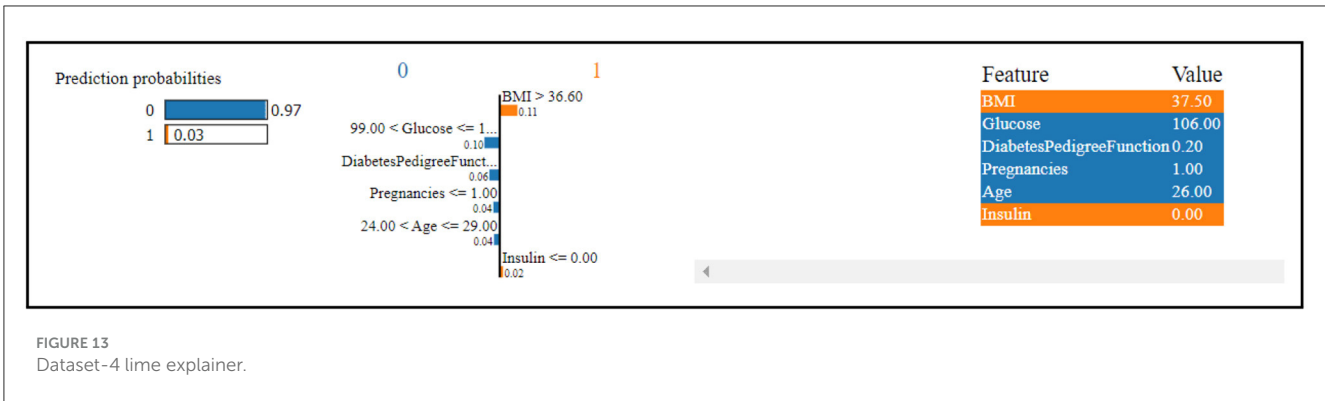 Prediction probabilities
0 0.97
1 0.03
0 1
BMI > 36.60
0.11
99.00 < Glucose <= 1...
0.10
DiabetesPedigreeFunct...
0.06
Pregnancies <= 1.00
0.04
24.00 < Age <= 29.00
0.04
Insulin <= 0.00
0.02
Feature Value
BMI 37.50
Glucose 106.00
DiabetesPedigreeFunction 0.20
Pregnancies 1.00
Age 26.00
Insulin 0.00
FIGURE 13
Dataset-4 lime explainer.